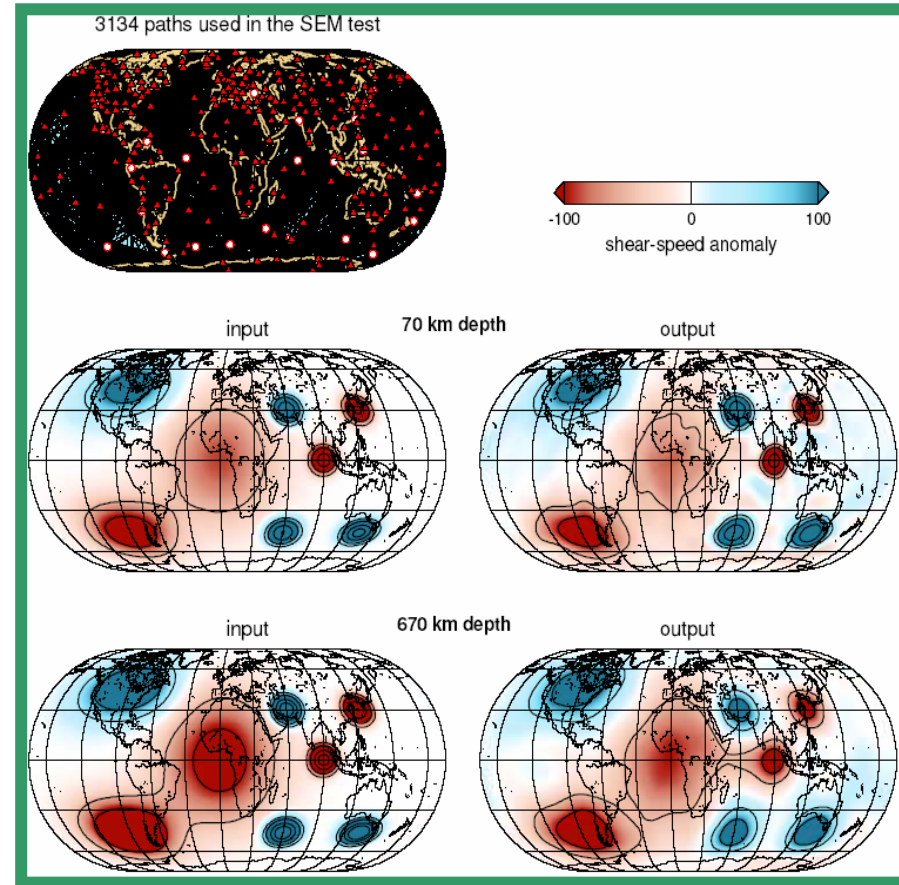 3134 paths used in the SEM test
-100 0 100
shear-speed anomaly
input 70 km depth output
input 670 km depth output